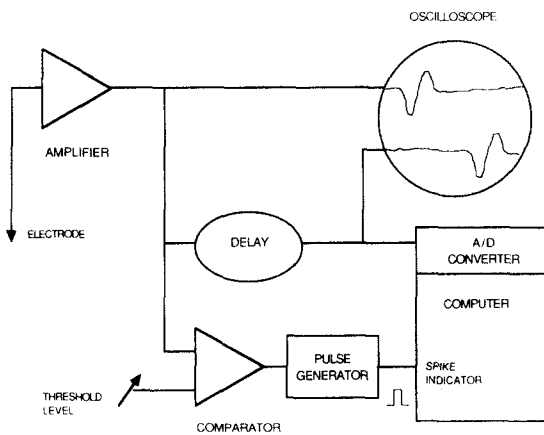 OSCILLOSCOPE
AMPLIFIER
ELECTRODE
DELAY
A/D
CONVERTER
COMPUTER
PULSE
GENERATOR
SPIKE
INDICATOR
THRESHOLD
LEVEL
COMPARATOR